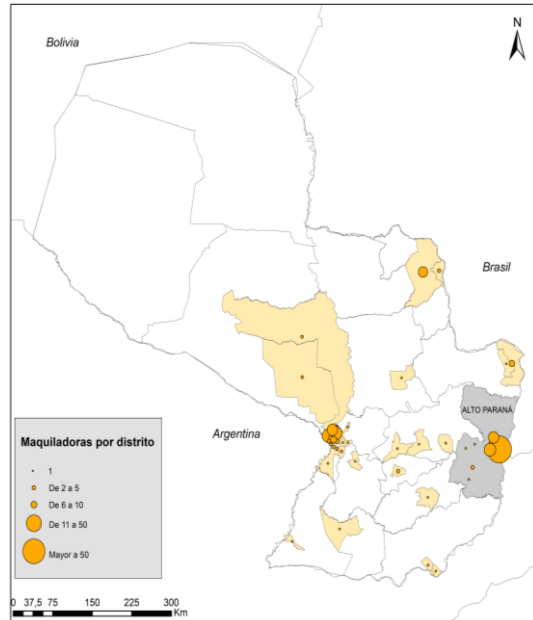 Bolivia
N
Brasil
ALTO PARANÁ
Argentina
Maquiladoras por distrito
1
De 2 a 5
De 6 a 10
De 11 a 50
Mayor a 50
0 37,5 75 150 225 300
Km